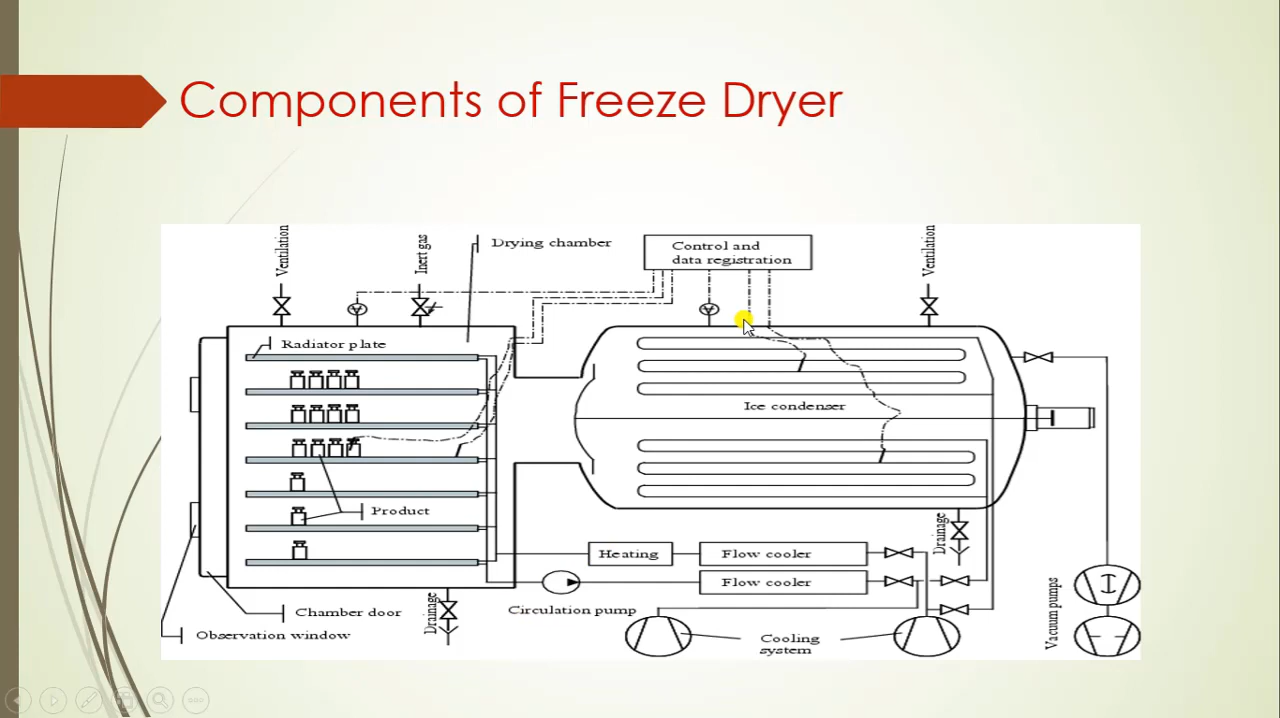 Components of Freeze Dryer
Ventilation
Inert gas
Drying chamber
Control and
data registration
Ventilation
Radiator plate
Ice condenser
Product
Heating
Flow cooler
Flow cooler
Drainage
Circulation pump
Chamber door
Drainage
Observation window
Cooling
system
Vacuum pumps